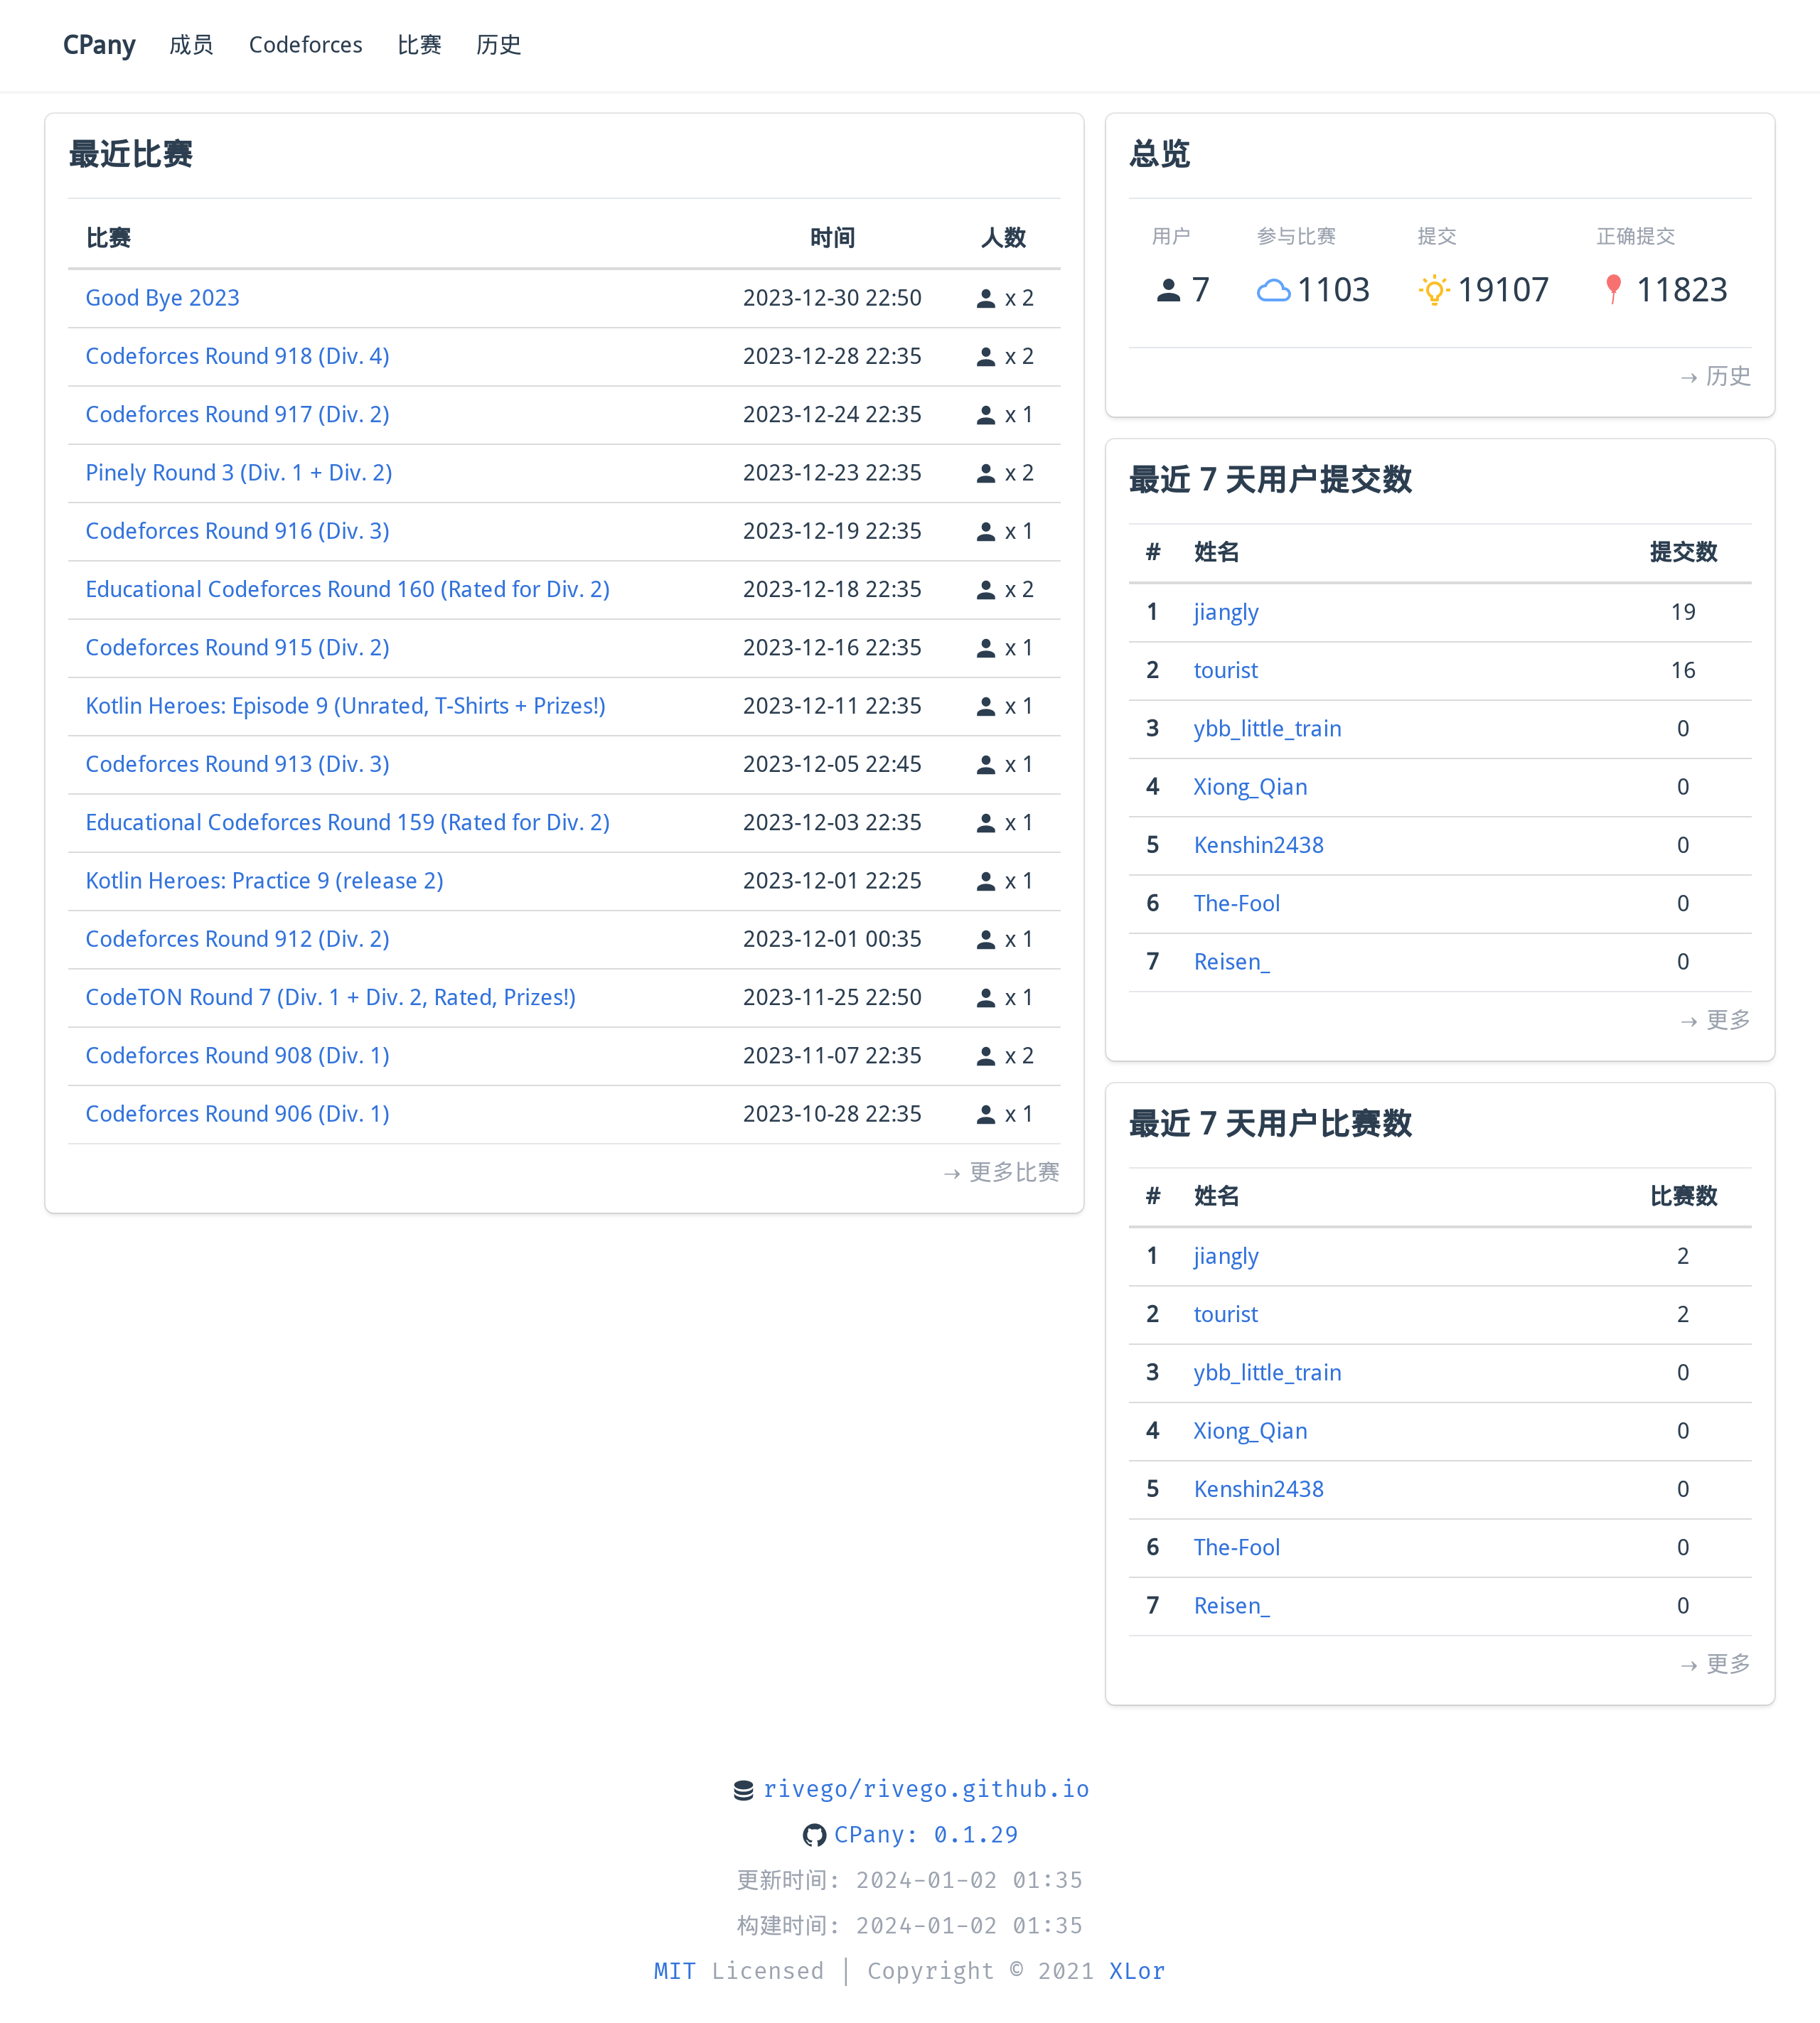 CPany 成员 Codeforces 比赛 历史
最近比赛
比赛 时间 人数
Good Bye 2023 2023-12-30 22:50 x 2
Codeforces Round 918 (Div. 4) 2023-12-28 22:35 x 2
Codeforces Round 917 (Div. 2) 2023-12-24 22:35 x 1
Pinely Round 3 (Div. 1 + Div. 2) 2023-12-23 22:35 x 2
Codeforces Round 916 (Div. 3) 2023-12-19 22:35 x 1
Educational Codeforces Round 160 (Rated for Div. 2) 2023-12-18 22:35 x 2
Codeforces Round 915 (Div. 2) 2023-12-16 22:35 x 1
Kotlin Heroes: Episode 9 (Unrated, T-Shirts + Prizes!) 2023-12-11 22:35 x 1
Codeforces Round 913 (Div. 3) 2023-12-05 22:45 x 1
Educational Codeforces Round 159 (Rated for Div. 2) 2023-12-03 22:35 x 1
Kotlin Heroes: Practice 9 (release 2) 2023-12-01 22:25 x 1
Codeforces Round 912 (Div. 2) 2023-12-01 00:35 x 1
CodeTON Round 7 (Div. 1 + Div. 2, Rated, Prizes!) 2023-11-25 22:50 x 1
Codeforces Round 908 (Div. 1) 2023-11-07 22:35 x 2
Codeforces Round 906 (Div. 1) 2023-10-28 22:35 x 1
→ 更多比赛
总览
用户 参与比赛 提交 正确提交
7 1103 19107 11823
→ 历史
最近 7 天用户提交数
# 姓名 提交数
1 jiangly 19
2 tourist 16
3 ybb_little_train 0
4 Xiong_Qian 0
5 Kenshin2438 0
6 The-Fool 0
7 Reisen_ 0
→ 更多
最近 7 天用户比赛数
# 姓名 比赛数
1 jiangly 2
2 tourist 2
3 ybb_little_train 0
4 Xiong_Qian 0
5 Kenshin2438 0
6 The-Fool 0
7 Reisen_ 0
→ 更多
rivego/rivego.github.io
CPany: 0.1.29
更新时间: 2024-01-02 01:35
构建时间: 2024-01-02 01:35
MIT Licensed | Copyright © 2021 XLor